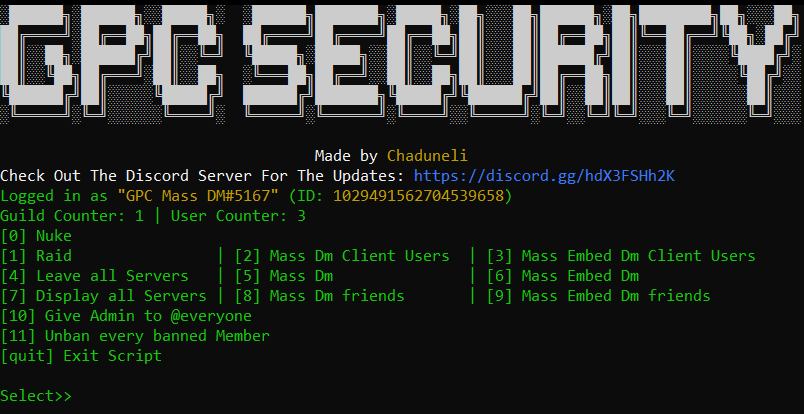 GPC SECURITY
Made by Chaduneli
Check Out The Discord Server For The Updates: https://discord.gg/hdX3FSHh2K
Logged in as "GPC Mass DM#5167" (ID: 1029491562704539658)
Guild Counter: 1 | User Counter: 3
[0] Nuke
[1] Raid | [2] Mass Dm Client Users | [3] Mass Embed Dm Client Users
[4] Leave all Servers | [5] Mass Dm | [6] Mass Embed Dm
[7] Display all Servers | [8] Mass Dm friends | [9] Mass Embed Dm friends
[10] Give Admin to @everyone
[11] Unban every banned Member
[quit] Exit Script
Select>>